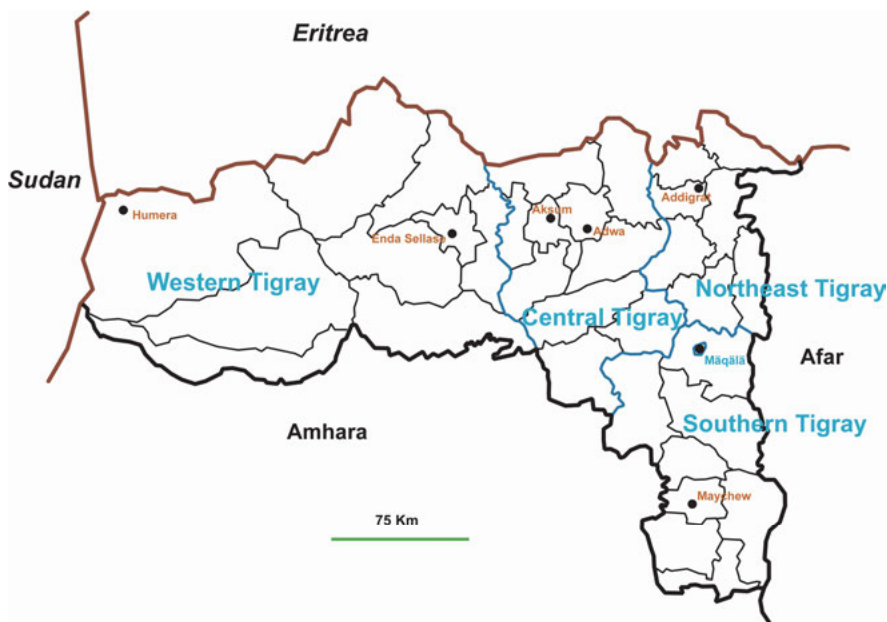 Eritrea
Sudan
Humera
Addigrat
Aksum
Adwa
Enda Sellase
Western Tigray
Northeast Tigray
Central Tigray
Mäqälä
Afar
Amhara
Southern Tigray
Maychew
75 Km